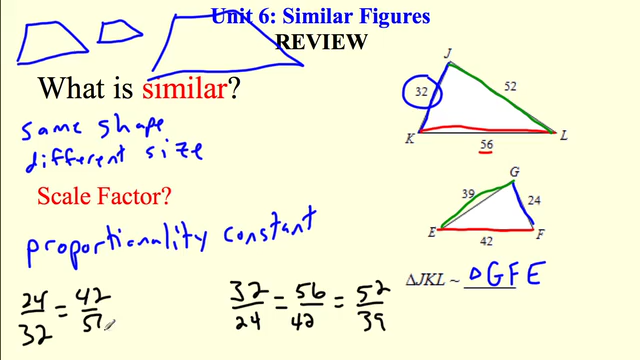 Unit 6: Similar Figures
REVIEW
What is similar?
same shape
different size
Scale Factor?
proportionality constant
24/32 = 42/5
32/24 = 56/42 = 52/39
J
32
52
K
56
L
G
39
24
E
42
F
ΔJKL ~ ΔGFE